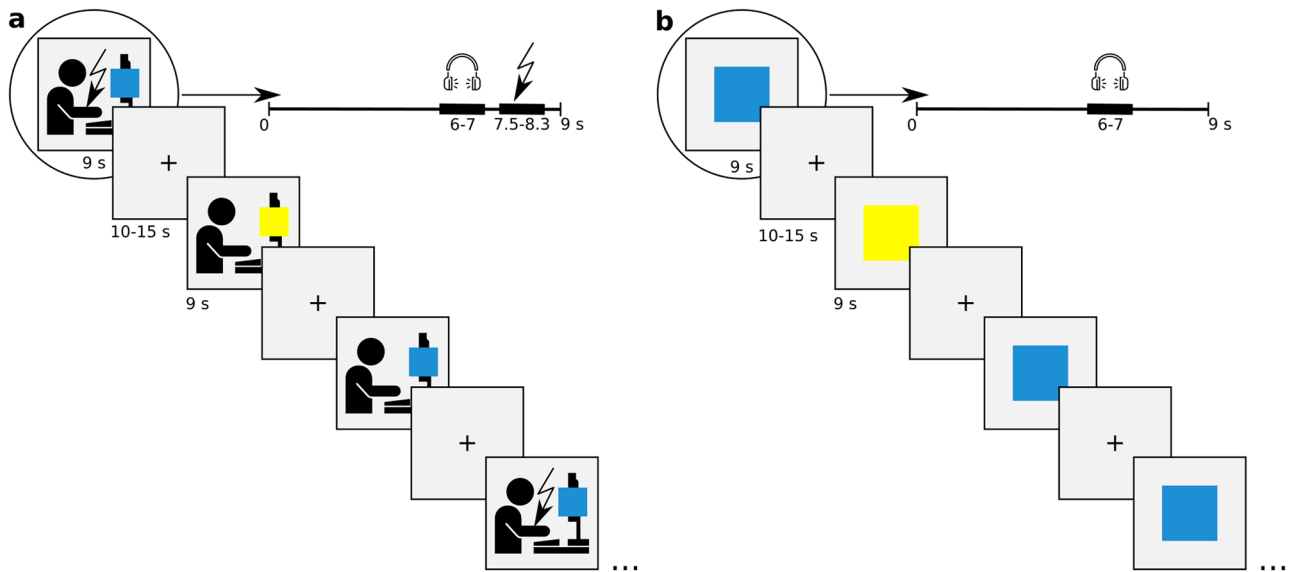 a
9 s
0
6-7
7.5-8.3
9 s
+
10-15 s
9 s
+
+
...
b
9 s
0
6-7
9 s
+
10-15 s
9 s
+
+
...